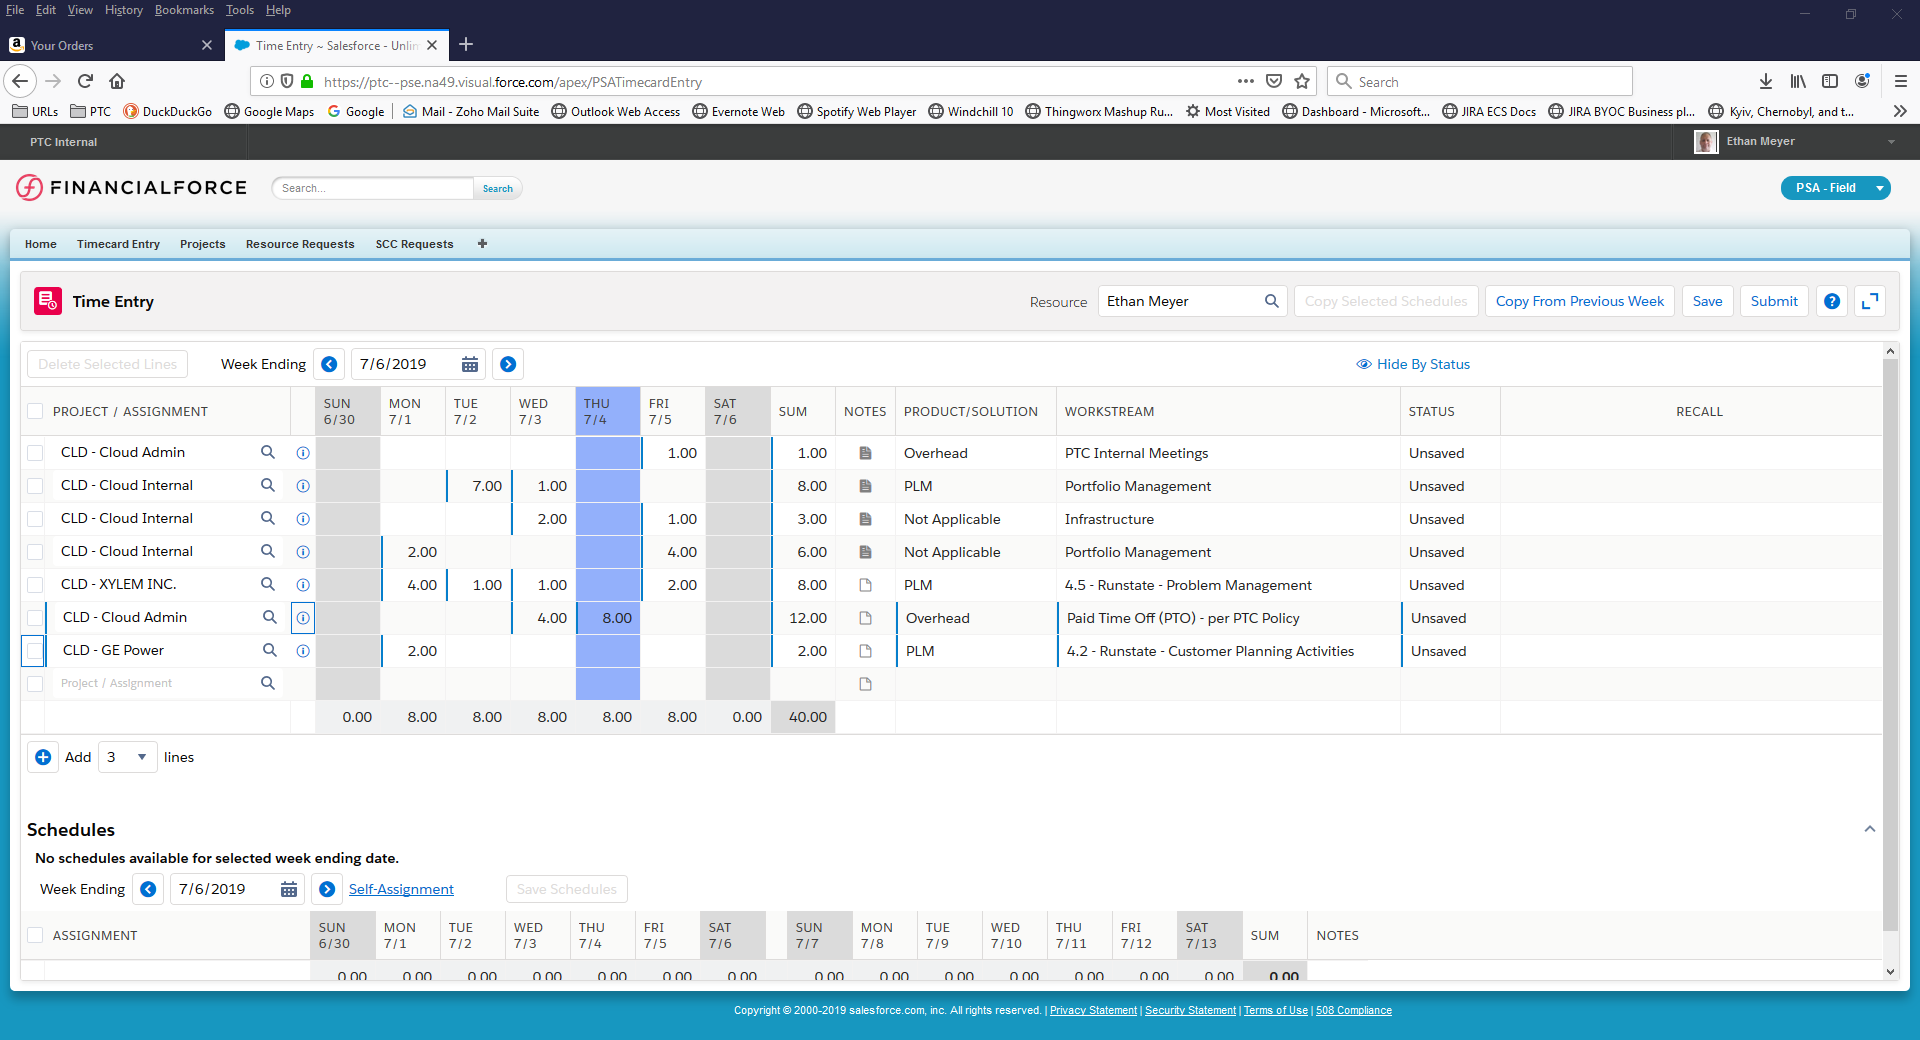 File Edit View History Bookmarks Tools Help
Your Orders
Time Entry ~ Salesforce - Unlim
https://ptc--pse.na49.visual.force.com/apex/PSATimecardEntry
Search
URLs PTC DuckDuckGo Google Maps Google Mail - Zoho Mail Suite Outlook Web Access Evernote Web Spotify Web Player Windchill 10 Thingworx Mashup Ru... Most Visited Dashboard - Microsoft... JIRA ECS Docs JIRA BYOC Business pl... Kyiv, Chernobyl, and t...
PTC Internal
Ethan Meyer
FINANCIALFORCE
Search...
Search
PSA - Field
Home Timecard Entry Projects Resource Requests SCC Requests +
Time Entry
Resource Ethan Meyer Copy Selected Schedules Copy From Previous Week Save Submit ?
Delete Selected Lines Week Ending 7/6/2019 Hide By Status
PROJECT / ASSIGNMENT SUN 6/30 MON 7/1 TUE 7/2 WED 7/3 THU 7/4 FRI 7/5 SAT 7/6 SUM NOTES PRODUCT/SOLUTION WORKSTREAM STATUS RECALL
CLD - Cloud Admin 1.00 1.00 Overhead PTC Internal Meetings Unsaved
CLD - Cloud Internal 7.00 1.00 8.00 PLM Portfolio Management Unsaved
CLD - Cloud Internal 2.00 1.00 3.00 Not Applicable Infrastructure Unsaved
CLD - Cloud Internal 2.00 4.00 6.00 Not Applicable Portfolio Management Unsaved
CLD - XYLEM INC. 4.00 1.00 1.00 2.00 8.00 PLM 4.5 - Runstate - Problem Management Unsaved
CLD - Cloud Admin 4.00 8.00 12.00 Overhead Paid Time Off (PTO) - per PTC Policy Unsaved
CLD - GE Power 2.00 2.00 PLM 4.2 - Runstate - Customer Planning Activities Unsaved
Project / Assignment
0.00 8.00 8.00 8.00 8.00 8.00 0.00 40.00
Add 3 lines
Schedules
No schedules available for selected week ending date.
Week Ending 7/6/2019 Self-Assignment Save Schedules
ASSIGNMENT SUN 6/30 MON 7/1 TUE 7/2 WED 7/3 THU 7/4 FRI 7/5 SAT 7/6 SUN 7/7 MON 7/8 TUE 7/9 WED 7/10 THU 7/11 FRI 7/12 SAT 7/13 SUM NOTES
0.00 0.00 0.00 0.00 0.00 0.00 0.00 0.00 0.00 0.00 0.00 0.00 0.00 0.00 0.00
Copyright © 2000-2019 salesforce.com, inc. All rights reserved. | Privacy Statement | Security Statement | Terms of Use | 508 Compliance